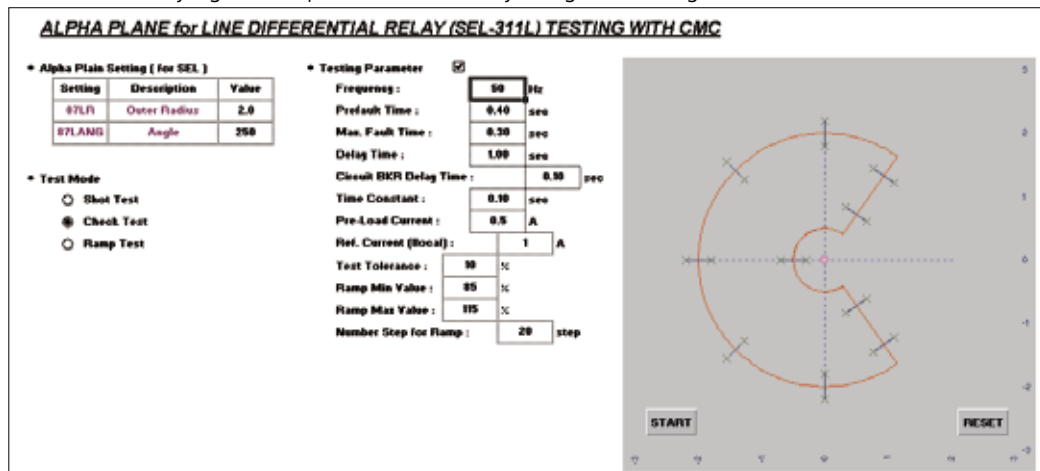 ALPHA PLANE for LINE DIFFERENTIAL RELAY (SEL-311L) TESTING WITH CMC
* Alpha Plain Setting ( for SEL )
Setting Description Value
87LR Outer Radius 2.0
87LANG Angle 250
* Test Mode
Shot Test
Check Test
Ramp Test
* Testing Parameter
Frequency : 50 Hz
Prefault Time : 0.40 sec
Max. Fault Time : 0.30 sec
Delay Time : 1.00 sec
Circuit BKR Delay Time : 0.10 sec
Time Constant : 0.10 sec
Pre-Load Current : 0.5 A
Ref. Current (Ilocal) : 1 A
Test Tolerance : 10 %
Ramp Min Value : 85 %
Ramp Max Value : 115 %
Number Step for Ramp : 20 step
2
1
0
-1
-2
-3
START
RESET